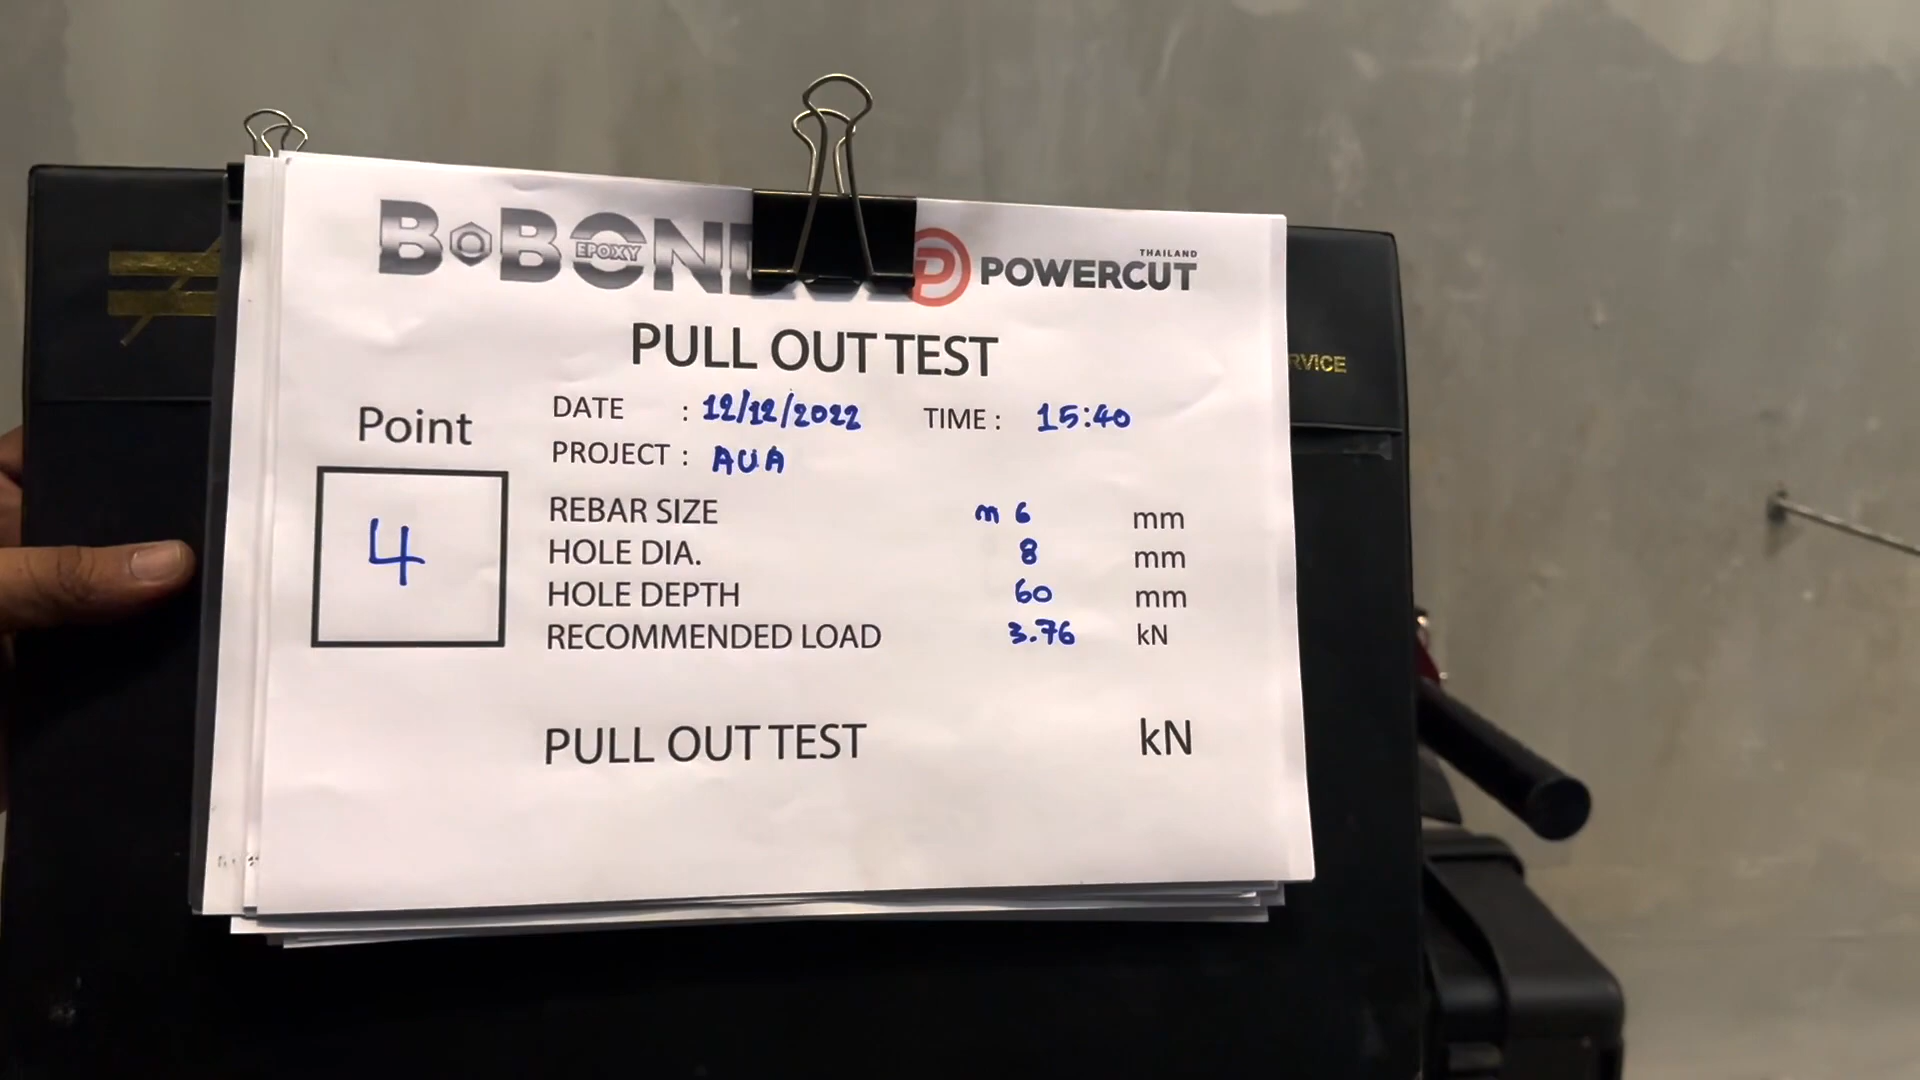 B BOND
EPOXY
THAILAND
POWERCUT
PULL OUT TEST
Point
4
DATE : 12/12/2022 TIME : 15:40
PROJECT : AUA
REBAR SIZE m 6 mm
HOLE DIA. 8 mm
HOLE DEPTH 60 mm
RECOMMENDED LOAD 3.76 kN
PULL OUT TEST kN
RVICE